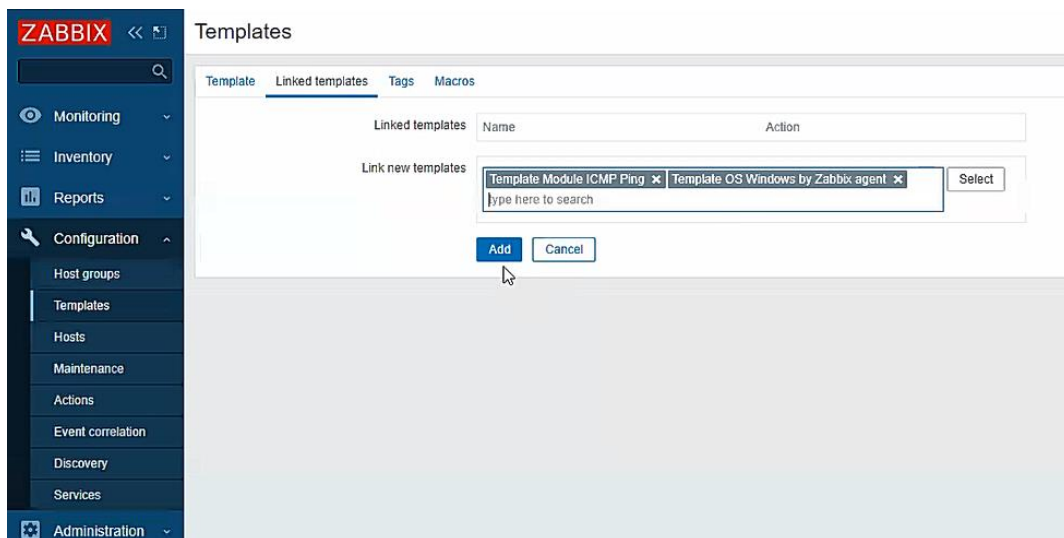 ZABBIX
Templates
Template Linked templates Tags Macros
Monitoring
Inventory
Reports
Configuration
Host groups
Templates
Hosts
Maintenance
Actions
Event correlation
Discovery
Services
Administration
Linked templates Name Action
Link new templates
Template Module ICMP Ping × Template OS Windows by Zabbix agent × Select
type here to search
Add Cancel